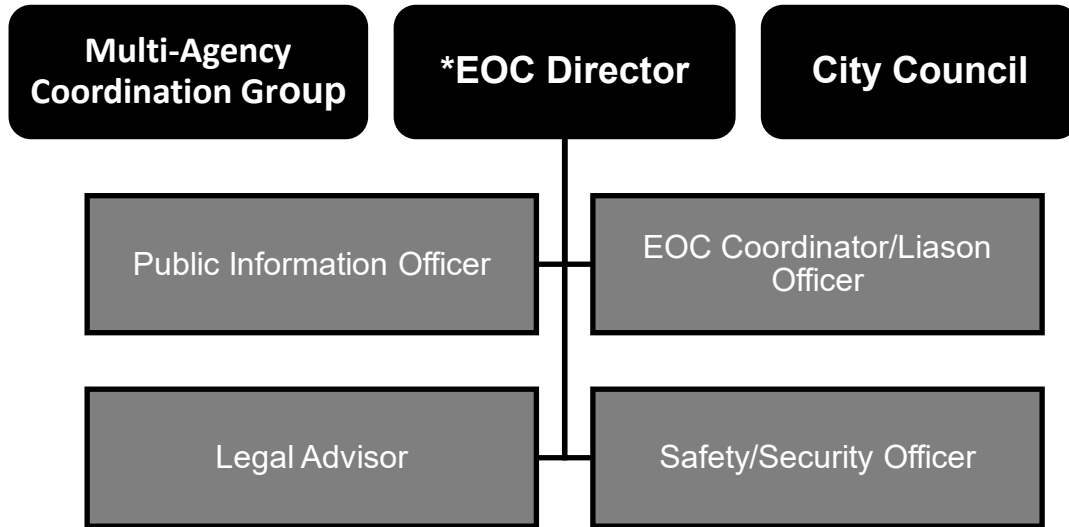 Multi-Agency
Coordination Group
*EOC Director
City Council
Public Information Officer
EOC Coordinator/Liason
Officer
Legal Advisor
Safety/Security Officer